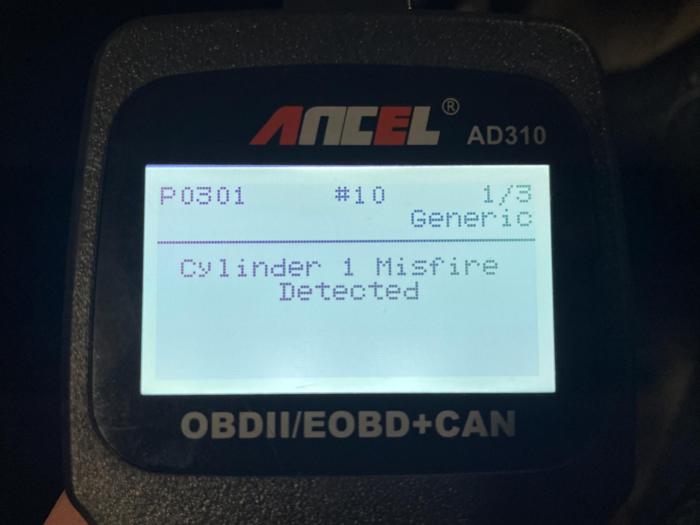 ANCEL® AD310
P0301 #10 1/3
Generic
Cylinder 1 Misfire
Detected
OBDII/EOBD+CAN